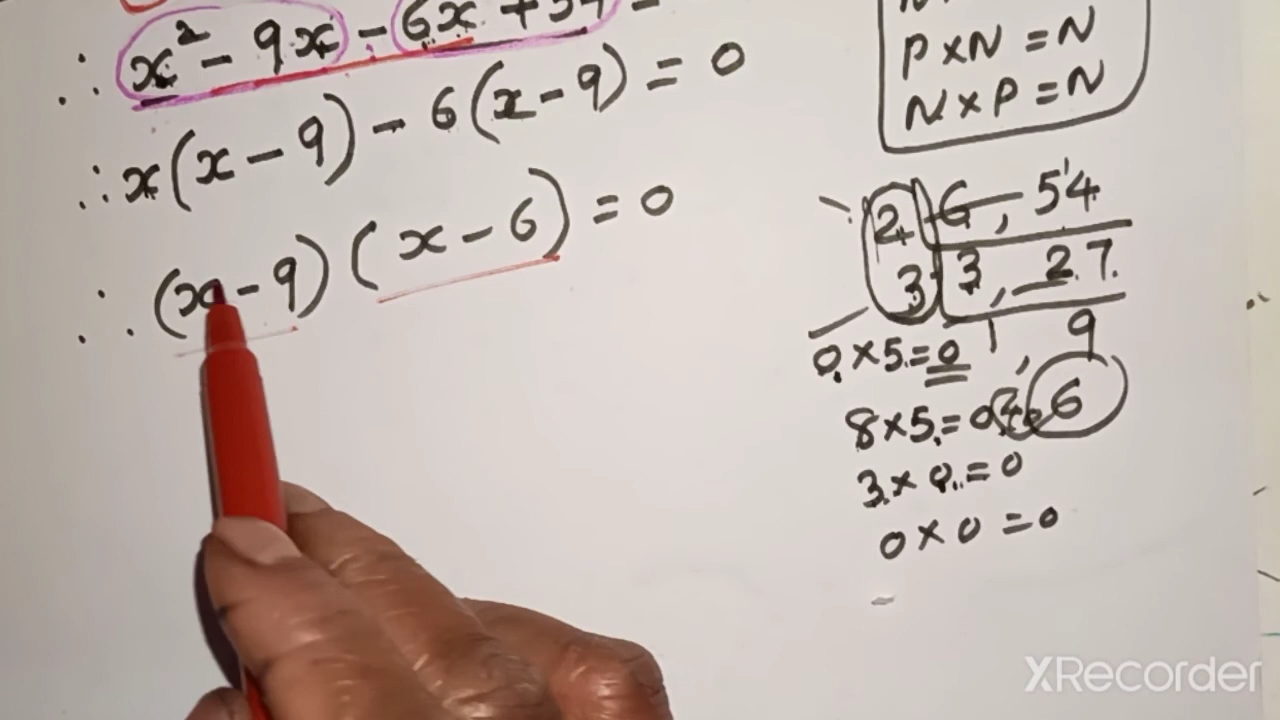 ∴ x² - 9x - 6x + 54 =
∴ x(x - 9) - 6(x - 9) = 0
∴ (x - 9)(x - 6) = 0
P × N = N
N × P = N
2 6, 54
3 3, 27
1, 9
0 × 5 = 0
8 × 5 = 0
6
3 × 0 = 0
0 × 0 = 0
XRecorder